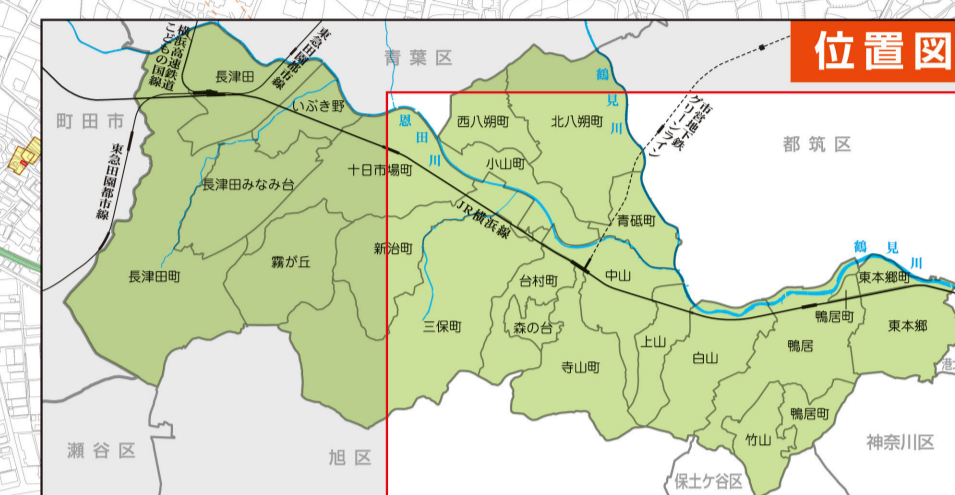 位置図
横浜高速鉄道
こどもの国線
東急田園都市線
青葉区
長津田
いぶき野
町田市
東急田園都市線
恩田川
鶴見川
西八朔町
北八朔町
市営地下鉄
グリーンライン
都筑区
小山町
十日市場町
長津田みなみ台
JR横浜線
青砥町
新治町
霧が丘
長津田町
台村町
中山
鶴見川
東本郷町
鴨居町
東本郷
三保町
森の台
上山
白山
鴨居
寺山町
鴨居町
竹山
瀬谷区
旭区
保土ケ谷区
神奈川区